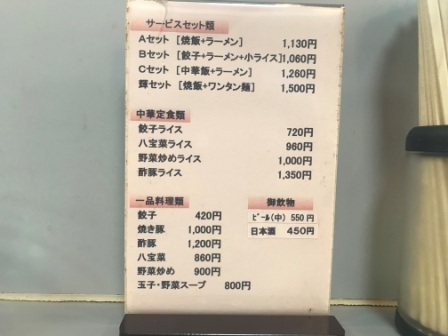 サービスセット類
Aセット [焼飯+ラーメン] 1,130円
Bセット [餃子+ラーメン+小ライス] 1,060円
Cセット [中華飯+ラーメン] 1,260円
輝セット [焼飯+ワンタン麺] 1,500円
中華定食類
餃子ライス 720円
八宝菜ライス 960円
野菜炒めライス 1,000円
酢豚ライス 1,350円
一品料理類
餃子 420円
焼き豚 1,000円
酢豚 1,200円
八宝菜 860円
野菜炒め 900円
玉子・野菜スープ 800円
御飲物
ビール(中) 550円
日本酒 450円